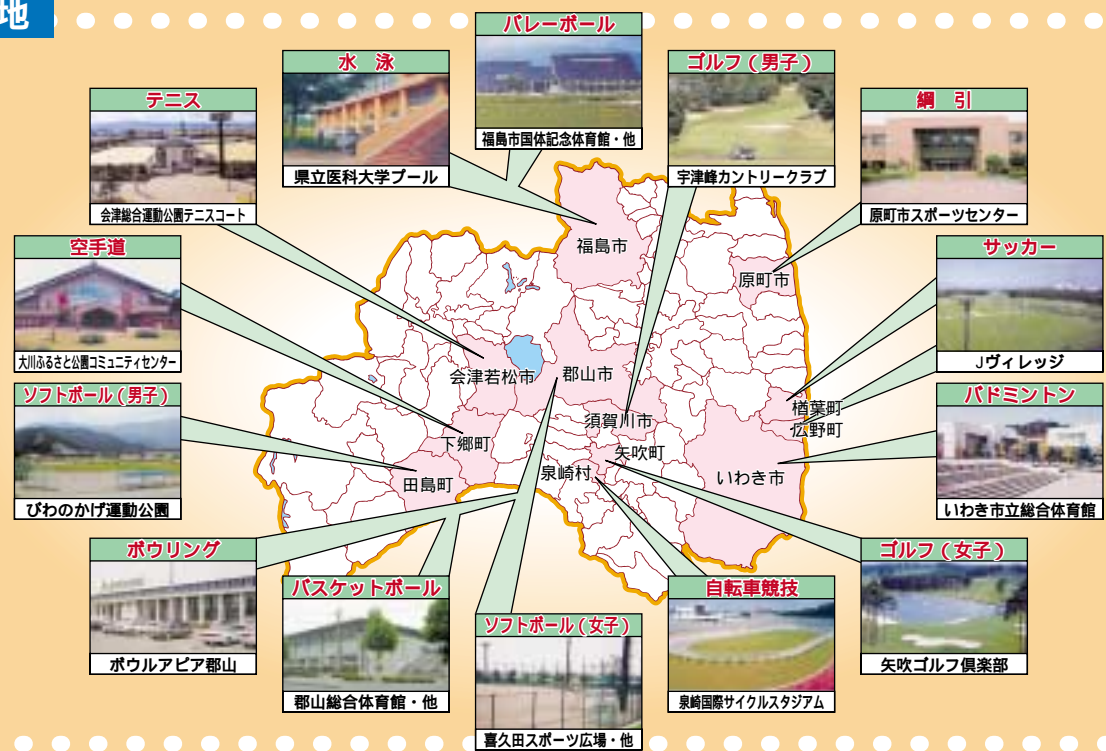 地
バレーボール
福島市国体記念体育館・他
水 泳
県立医科大学プール
ゴルフ（男子）
宇津峰カントリークラブ
テニス
会津総合運動公園テニスコート
綱 引
原町市スポーツセンター
空手道
大川ふるさと公園コミュニティセンター
サッカー
Jヴィレッジ
ソフトボール（男子）
びわのかげ運動公園
バドミントン
いわき市立総合体育館
福島市
原町市
会津若松市
郡山市
楢葉町
広野町
須賀川市
下郷町
矢吹町
泉崎村
いわき市
田島町
ボウリング
ボウルアピア郡山
バスケットボール
郡山総合体育館・他
ソフトボール（女子）
喜久田スポーツ広場・他
自転車競技
泉崎国際サイクルスタジアム
ゴルフ（女子）
矢吹ゴルフ倶楽部